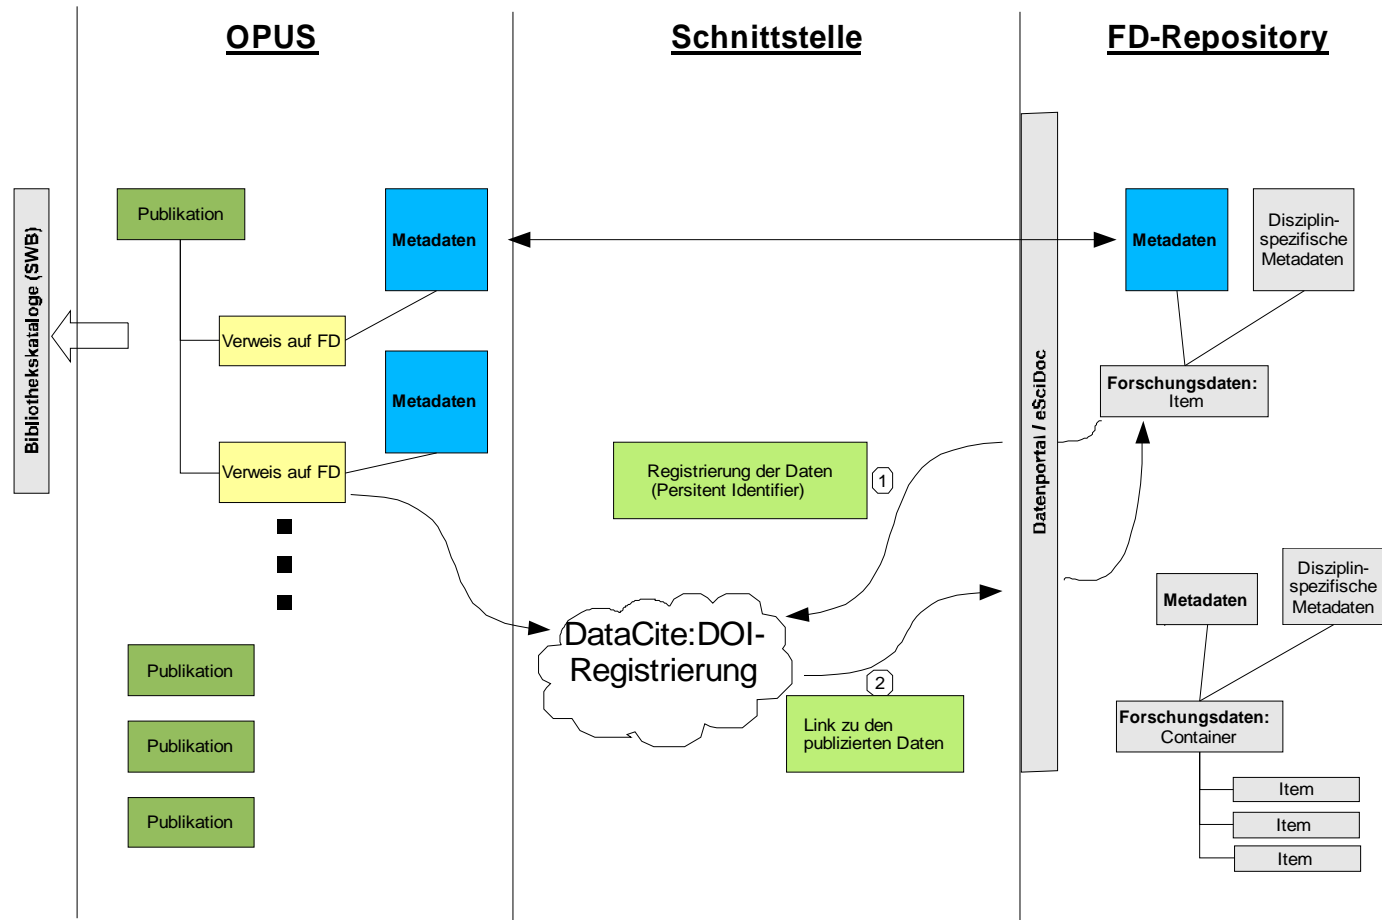 OPUS
Schnittstelle
FD-Repository
Bibliothekskataloge (SWB)
Publikation
Metadaten
Verweis auf FD
Metadaten
Verweis auf FD
Publikation
Publikation
Publikation
Registrierung der Daten
(Persitent Identifier)
1
DataCite:DOI-
Registrierung
2
Link zu den
publizierten Daten
Datenportal / eSciDoc
Metadaten
Disziplin-
spezifische
Metadaten
Forschungsdaten:
Item
Metadaten
Disziplin-
spezifische
Metadaten
Forschungsdaten:
Container
Item
Item
Item